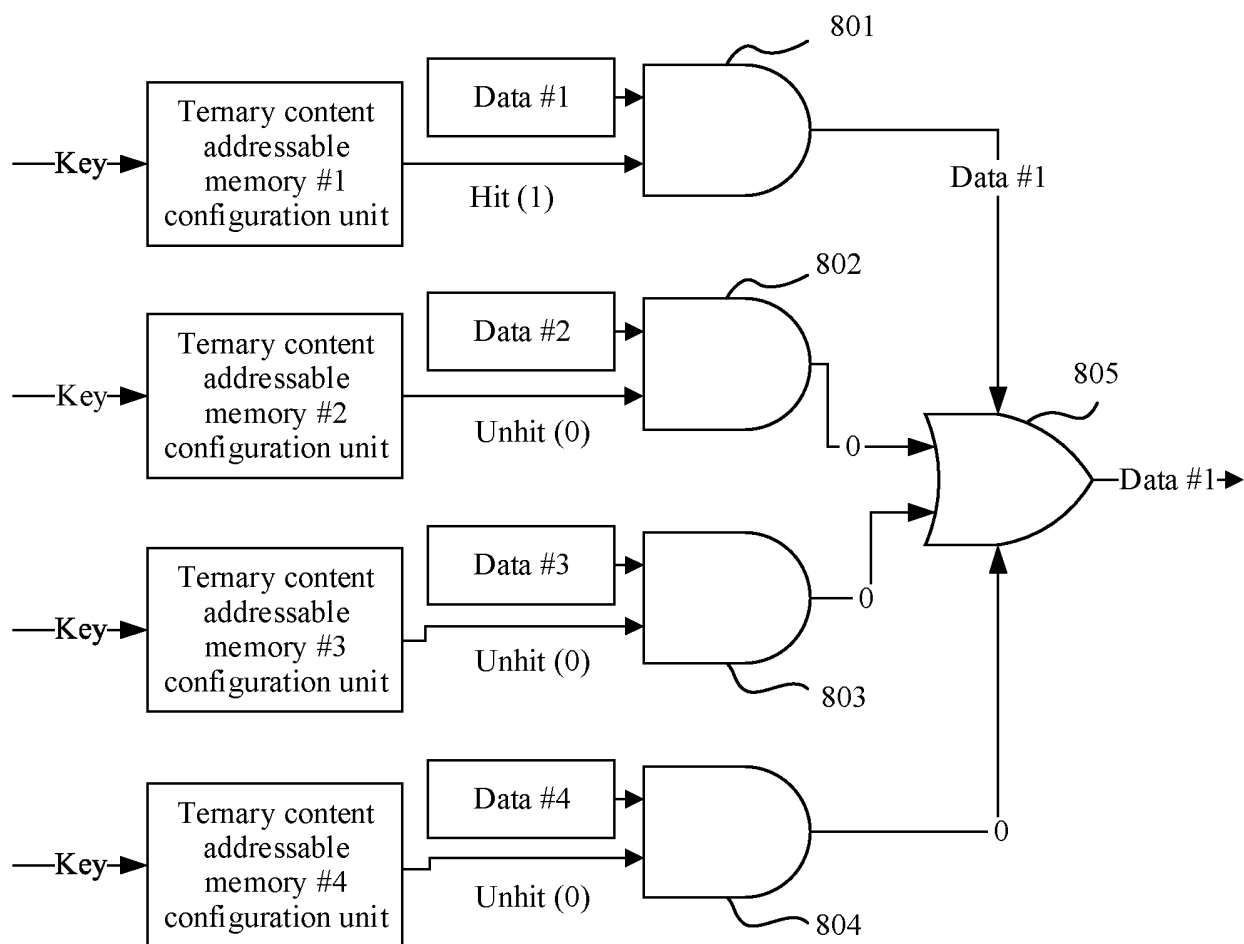 801
Data #1
Ternary content
addressable
memory #1
configuration unit
Key
Hit (1)
Data #1
802
Data #2
Ternary content
addressable
memory #2
configuration unit
Key
Unhit (0)
0
805
Data #1
Data #3
Ternary content
addressable
memory #3
configuration unit
Key
Unhit (0)
0
803
Data #4
Ternary content
addressable
memory #4
configuration unit
Key
Unhit (0)
0
804